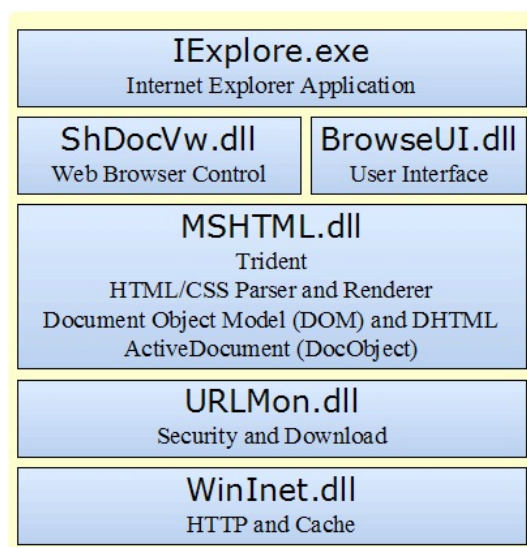 IExplore.exe
Internet Explorer Application
ShDocVw.dll
Web Browser Control
BrowseUI.dll
User Interface
MSHTML.dll
Trident
HTML/CSS Parser and Renderer
Document Object Model (DOM) and DHTML
ActiveDocument (DocObject)
URLMon.dll
Security and Download
WinInet.dll
HTTP and Cache